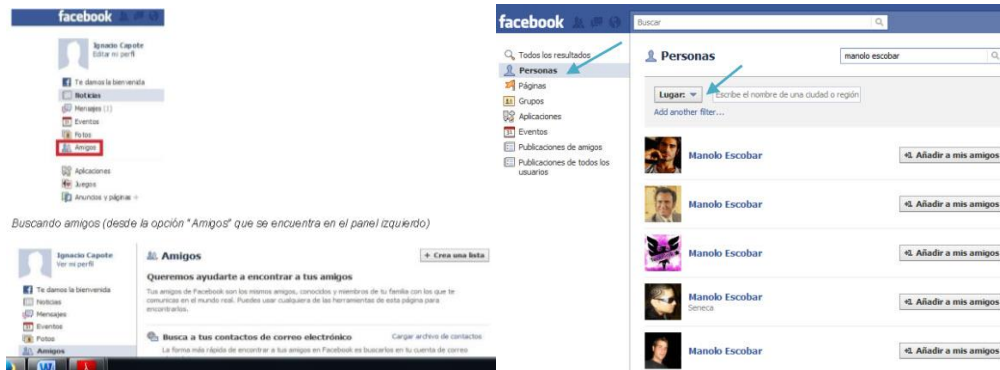 facebook
Ignacio Capote
Editar mi perfil
Te damos la bienvenida
Noticias
Mensajes (1)
Eventos
Fotos
Amigos
Aplicaciones
Juegos
Anuncios y páginas
Buscando amigos (desde la opción "Amigos" que se encuentra en el panel izquierdo)
Ignacio Capote
Ver mi perfil
Te damos la bienvenida
Noticias
Mensajes
Eventos
Fotos
Amigos
Amigos
+ Crea una lista
Queremos ayudarte a encontrar a tus amigos
Tus amigos de Facebook son los mismos amigos, conocidos y miembros de tu familia con los que te
comunicas en el mundo real. Puedes usar cualquiera de las herramientas de esta página para
encontrarlos.
Busca a tus contactos de correo electrónico
Cargar archivo de contactos
La forma más rápida de encontrar a tus amigos en Facebook es buscarlos en tu cuenta de correo
facebook
Buscar
Todos los resultados
Personas
Páginas
Grupos
Aplicaciones
Eventos
Publicaciones de amigos
Publicaciones de todos los
usuarios
Personas
manolo escobar
Lugar:
Escribe el nombre de una ciudad o región
Add another filter...
Manolo Escobar
Añadir a mis amigos
Manolo Escobar
Añadir a mis amigos
Manolo Escobar
Añadir a mis amigos
Manolo Escobar
Seneca
Añadir a mis amigos
Manolo Escobar
Añadir a mis amigos